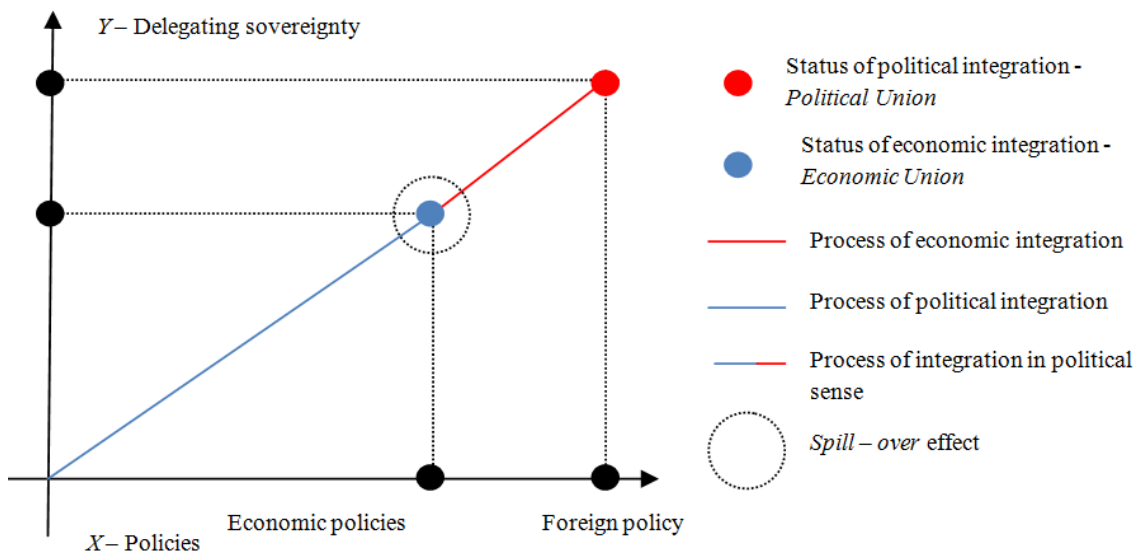 Y – Delegating sovereignty
Economic policies
Foreign policy
X – Policies
Status of political integration -
Political Union
Status of economic integration -
Economic Union
Process of economic integration
Process of political integration
Process of integration in political
sense
Spill – over effect